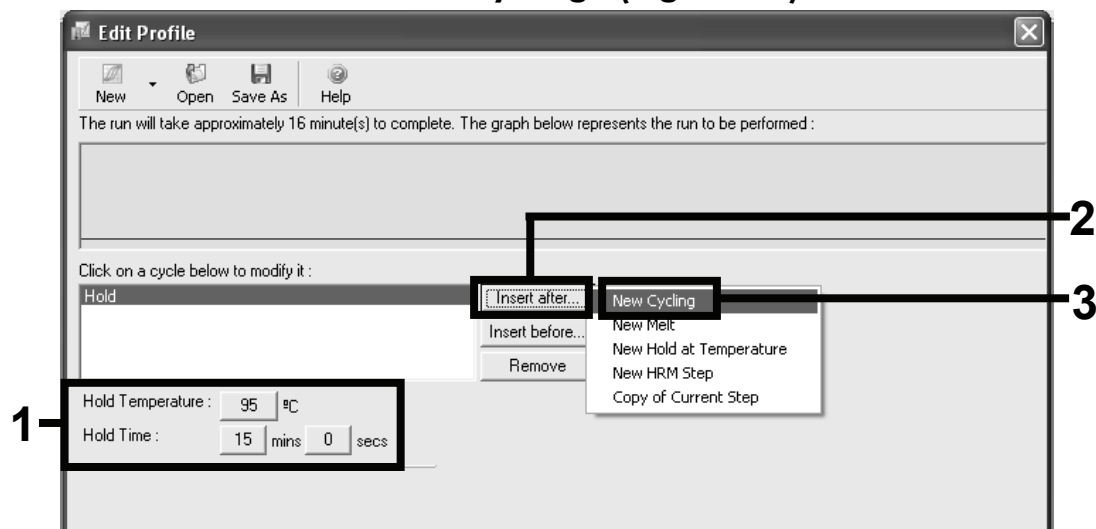 Edit Profile
New Open Save As Help
The run will take approximately 16 minute(s) to complete. The graph below represents the run to be performed :
2
Click on a cycle below to modify it :
Hold
Insert after...
New Cycling
3
New Melt
Insert before...
New Hold at Temperature
Remove
New HRM Step
Copy of Current Step
1
Hold Temperature : 95 ºC
Hold Time : 15 mins 0 secs